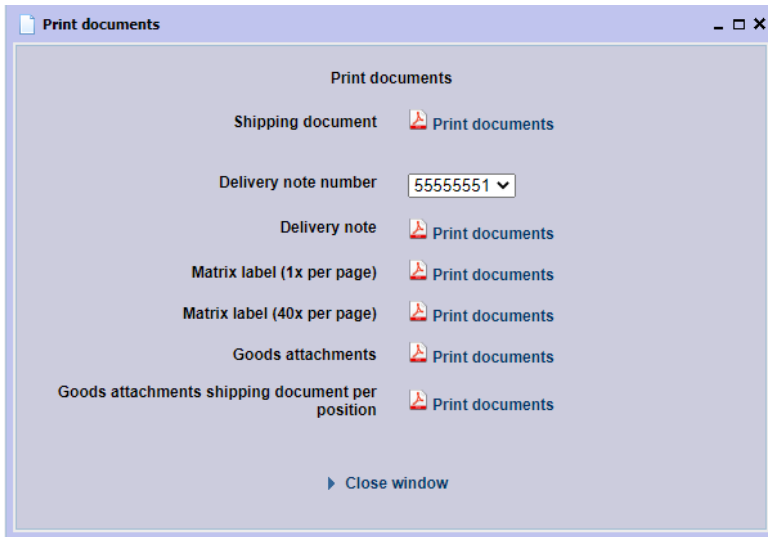 Print documents
Print documents
Shipping document Print documents
Delivery note number 55555551
Delivery note Print documents
Matrix label (1x per page) Print documents
Matrix label (40x per page) Print documents
Goods attachments Print documents
Goods attachments shipping document per
position Print documents
Close window